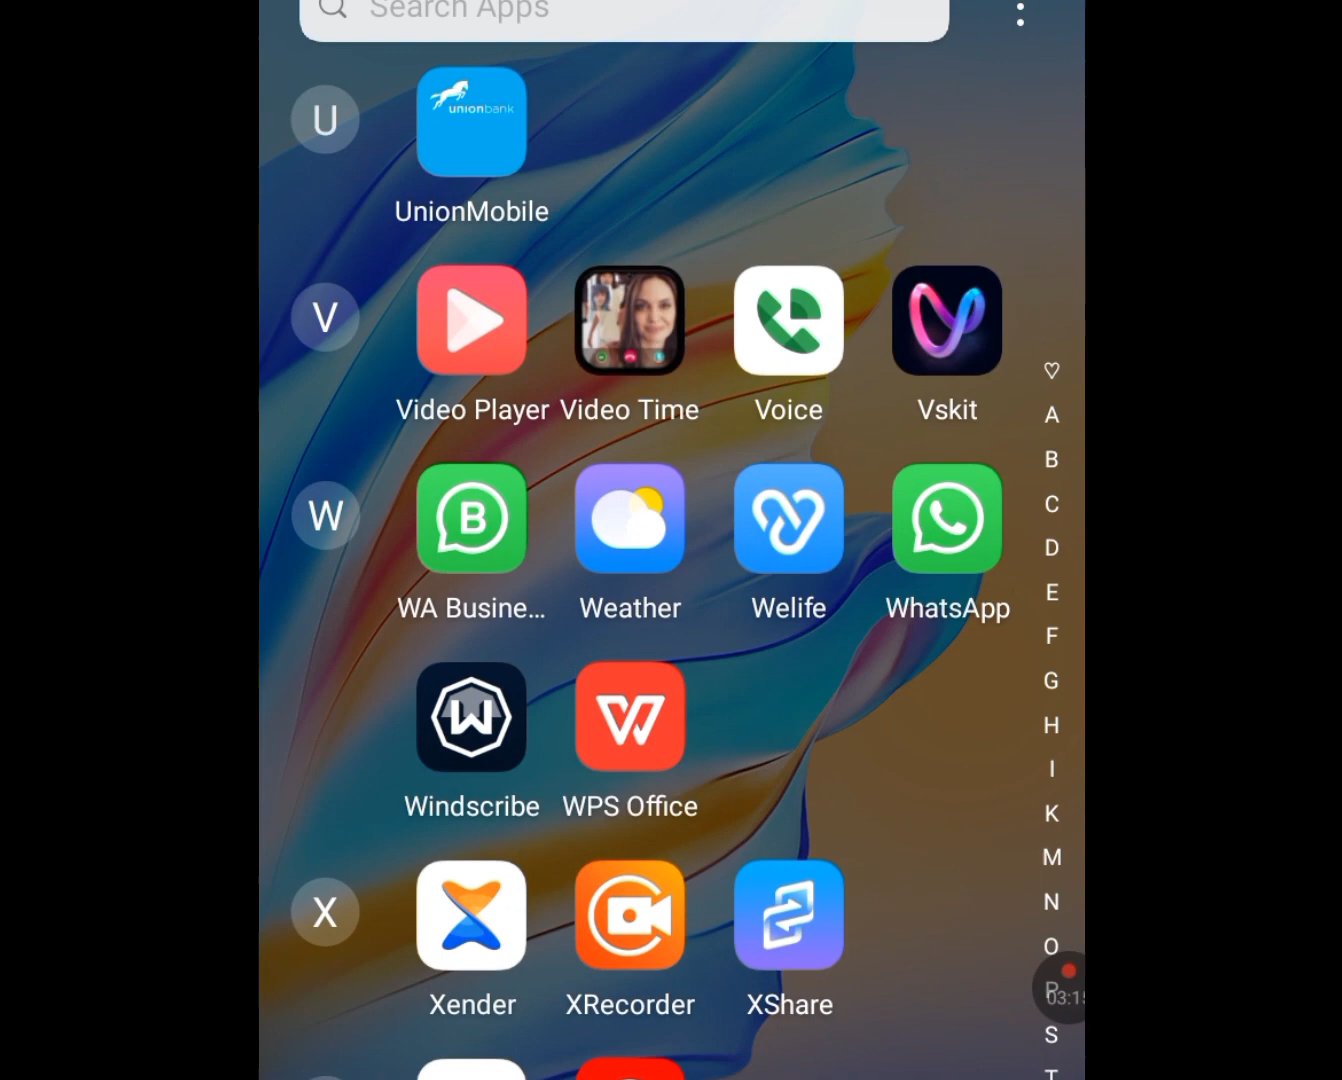 Search Apps
U
unionbank
UnionMobile
V
Video Player
Video Time
Voice
Vskit
W
B
WA Busine...
Weather
Welife
WhatsApp
W
Windscribe
W
WPS Office
X
Xender
XRecorder
XShare
♡
A
B
C
D
E
F
G
H
I
K
M
N
O
P
03:15
S
T